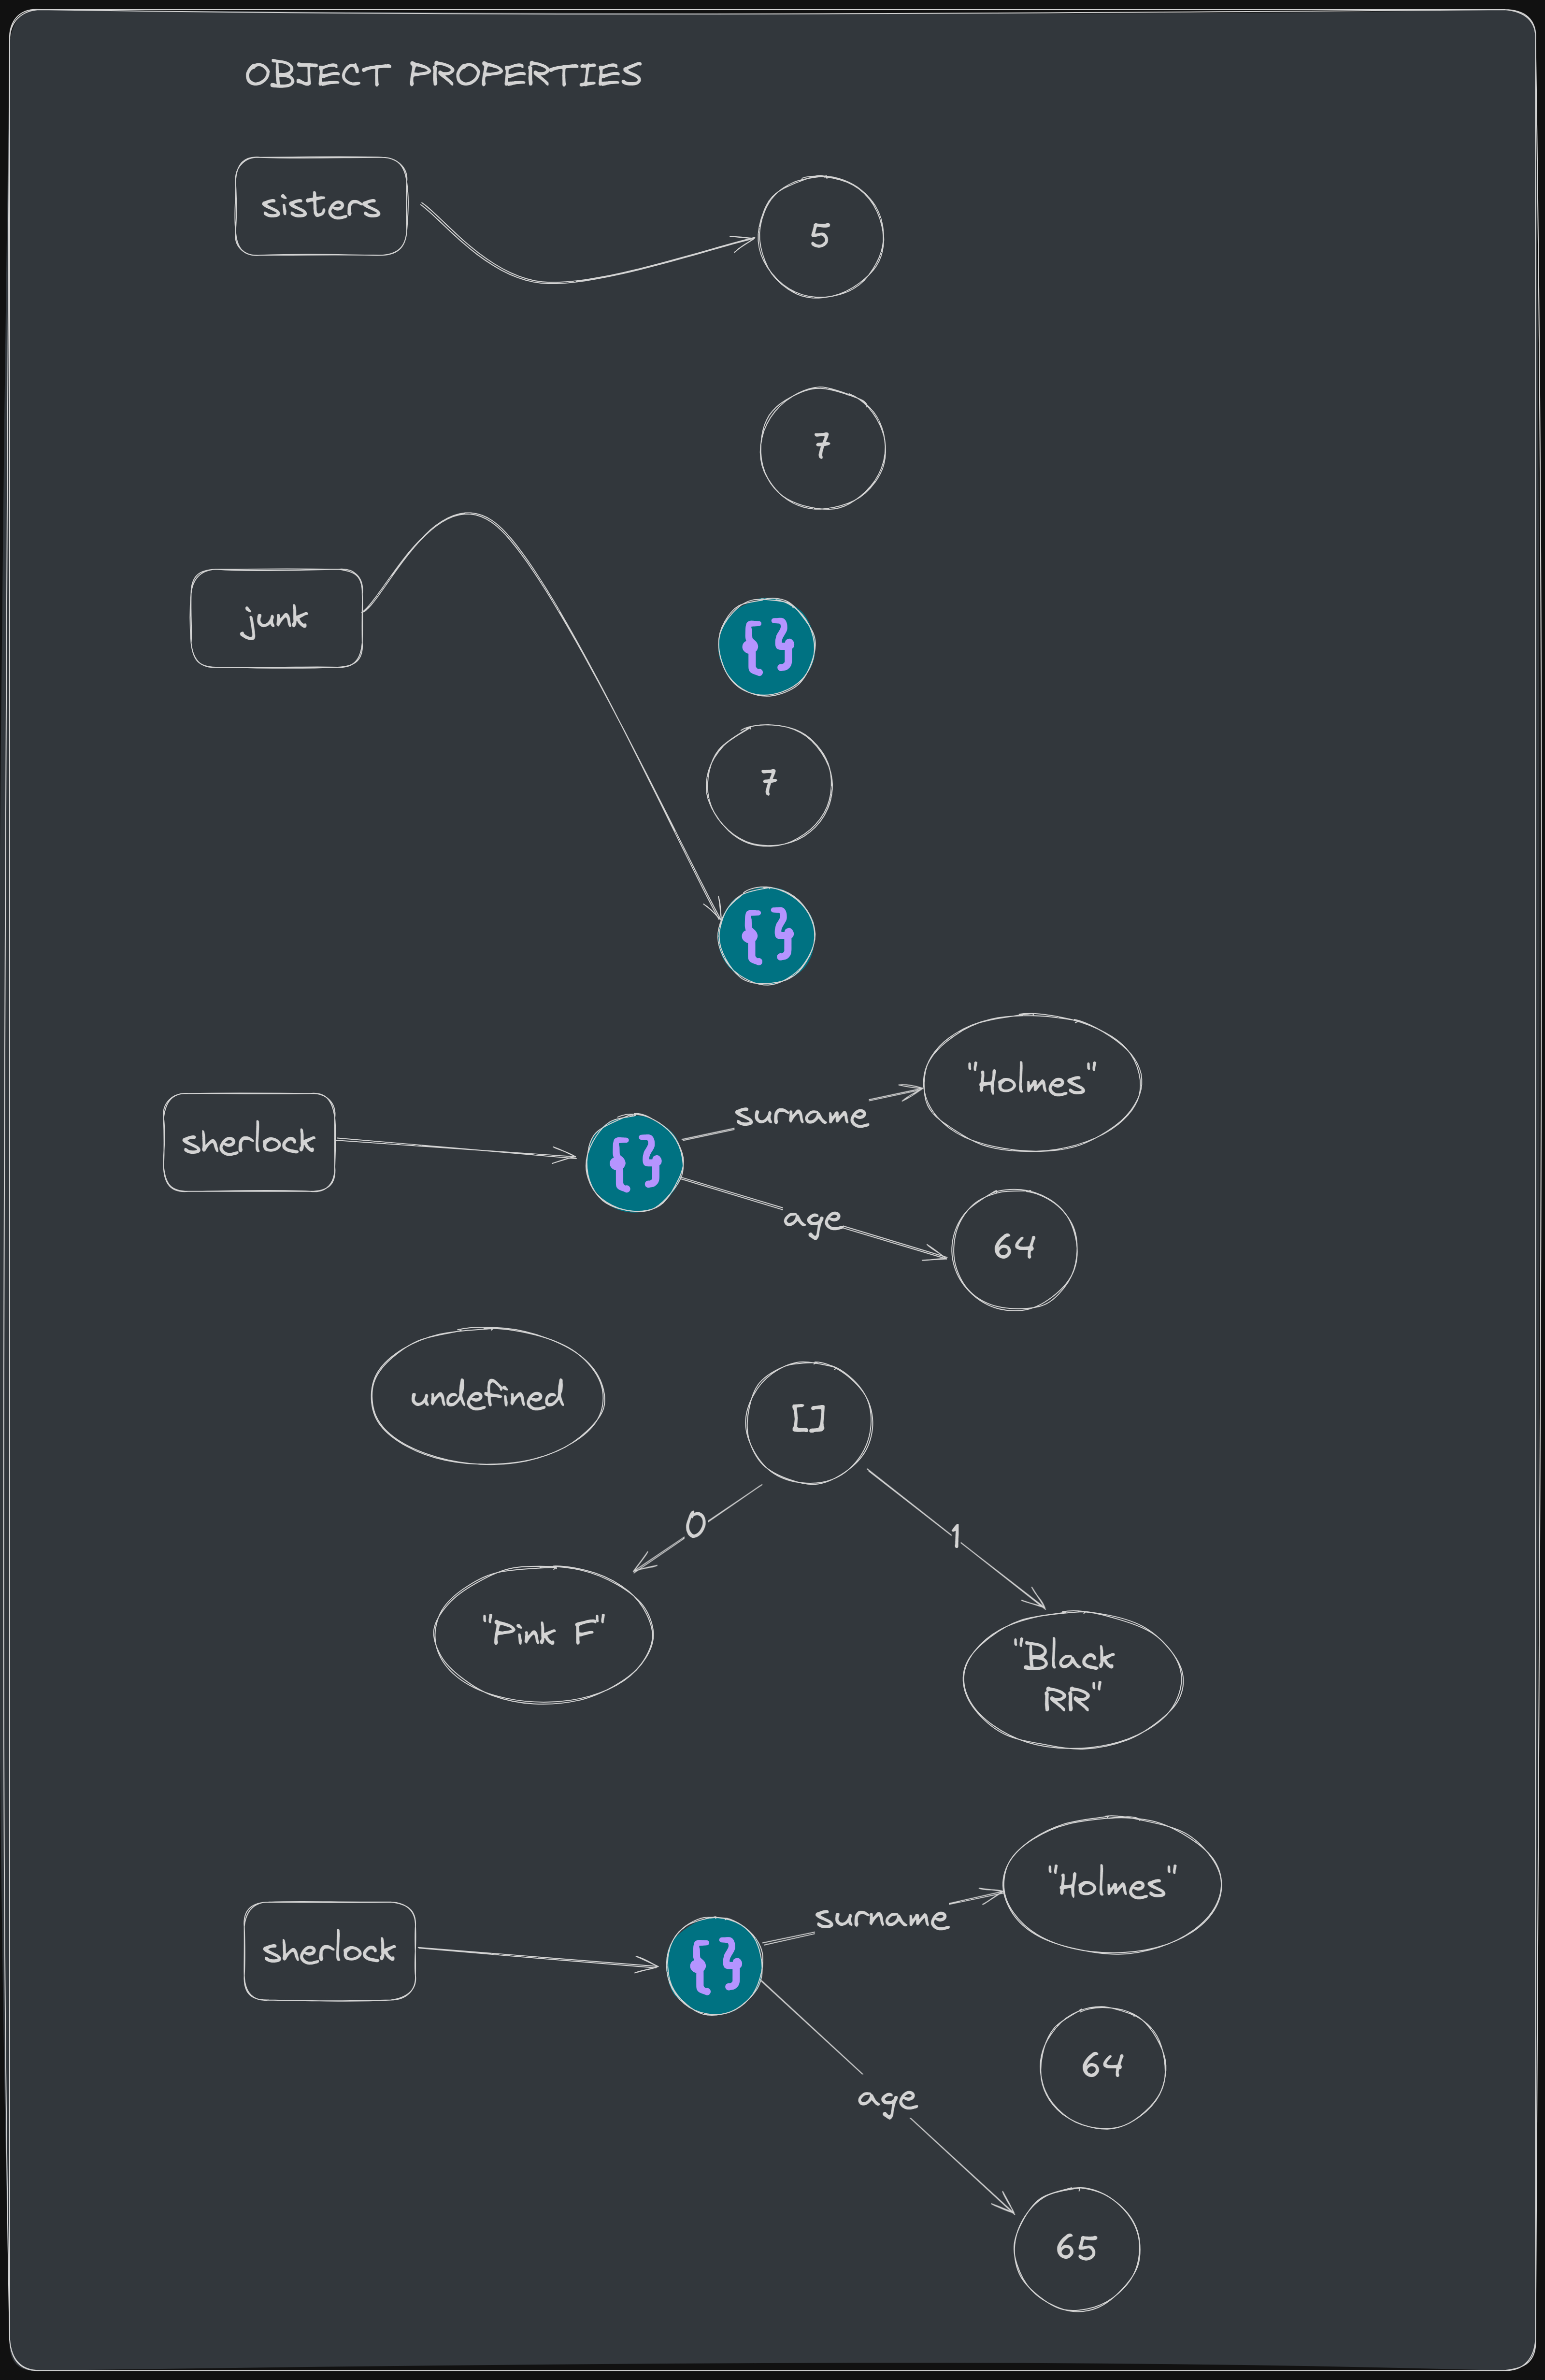 OBJECT PROPERTIES
sisters
5
7
junk
{ }
7
{ }
"Holmes"
surname
sherlock
{ }
age
64
undefined
[]
0
1
"Pink F"
"Black
RR"
"Holmes"
surname
sherlock
{ }
64
age
65